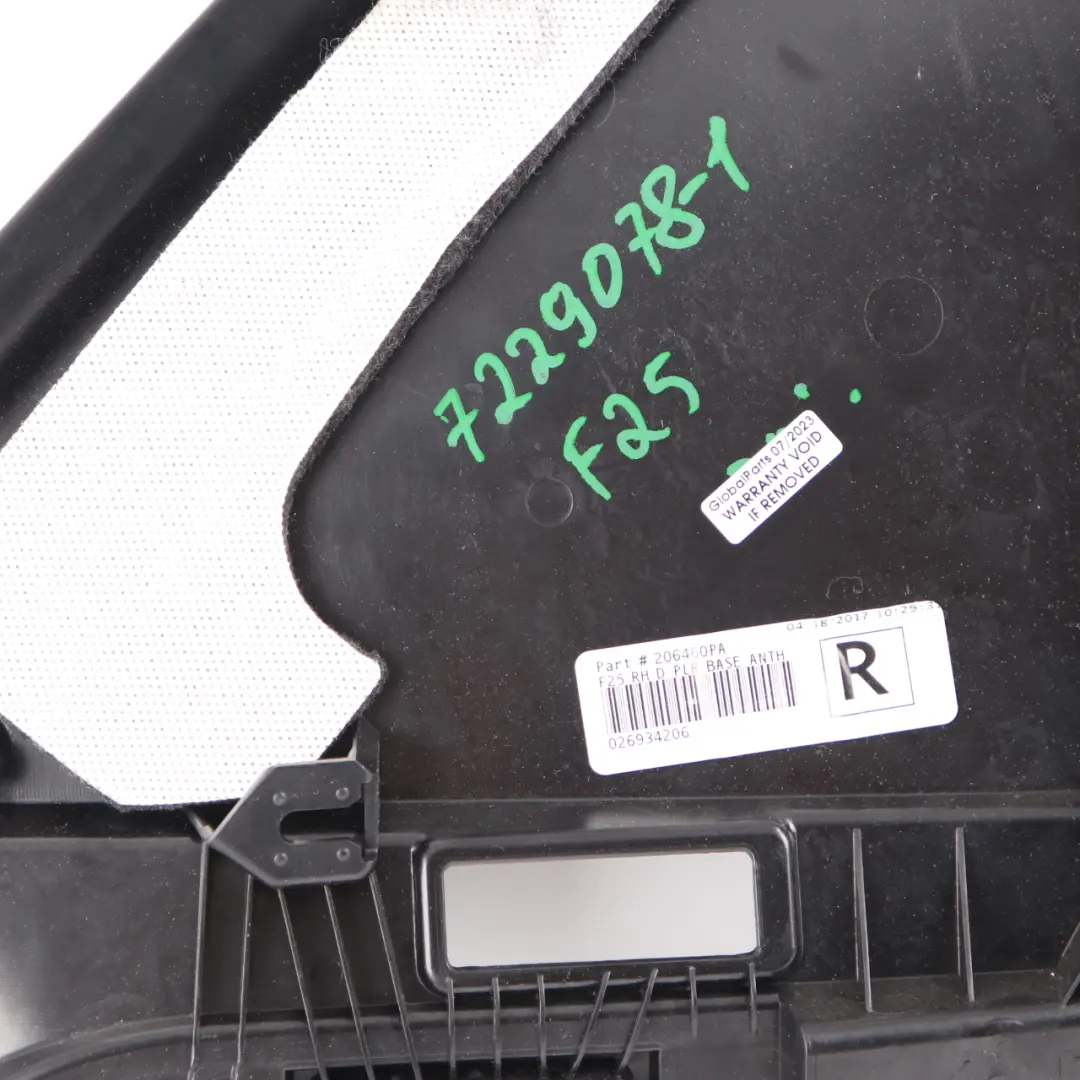 7229078-1
F25
GlobalParts 07/2023
WARRANTY VOID
IF REMOVED
04 18/2017 10:29:3
Part # 206460PA
F25 RH D PLR BASE ANTH
R
026934206